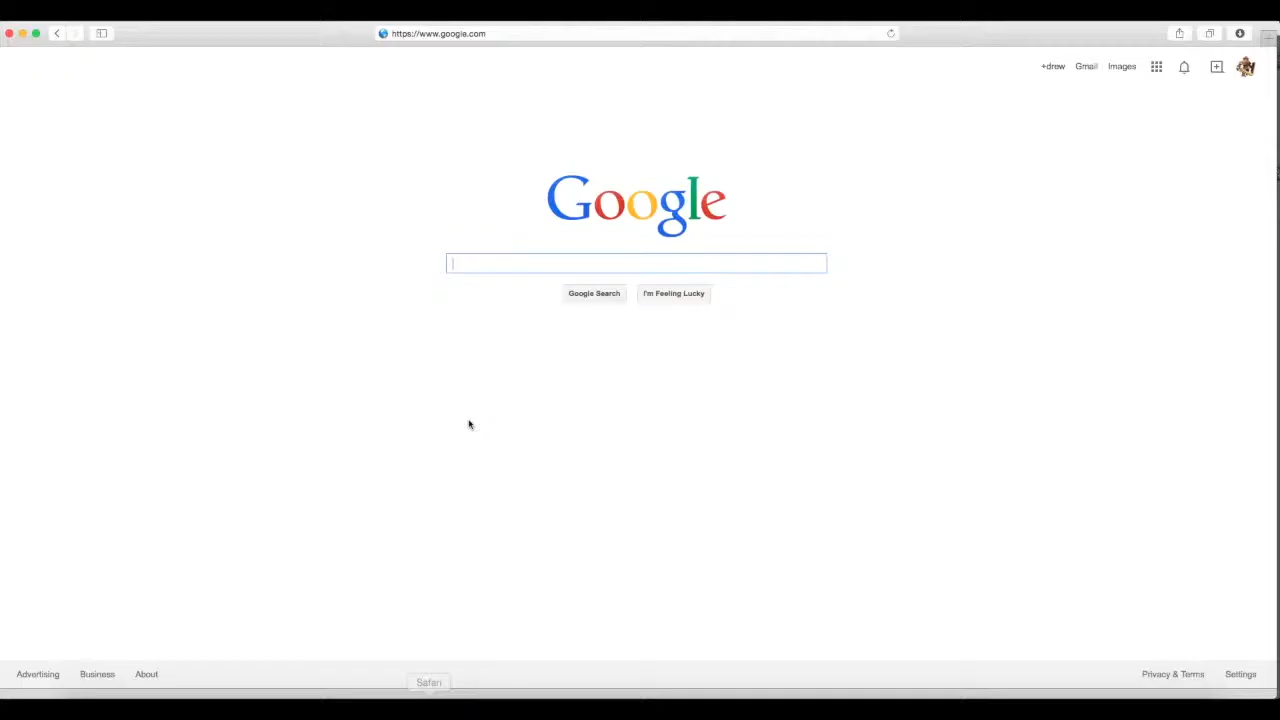 https://www.google.com
+drew Gmail Images
Google
Google Search I'm Feeling Lucky
Advertising Business About Privacy & Terms Settings
Safari